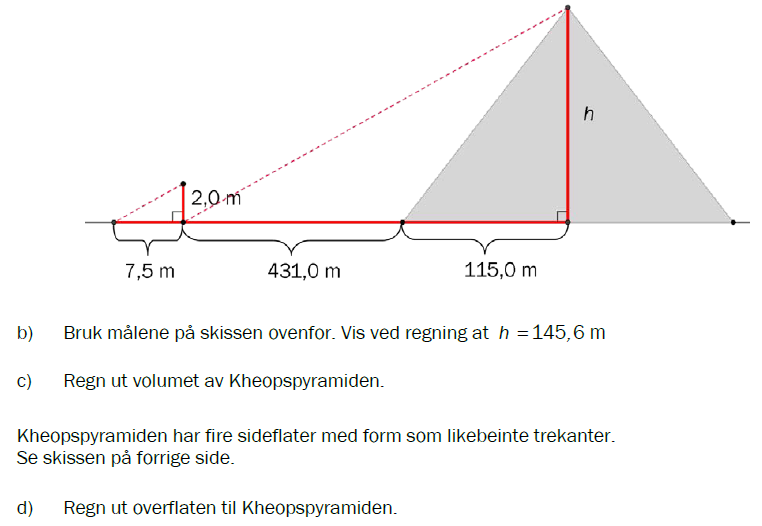 h
2,0 m
7,5 m 431,0 m 115,0 m
b) Bruk målene på skissen ovenfor. Vis ved regning at h = 145,6 m
c) Regn ut volumet av Kheopspyramiden.
Kheopspyramiden har fire sideflater med form som likebeinte trekanter.
Se skissen på forrige side.
d) Regn ut overflaten til Kheopspyramiden.